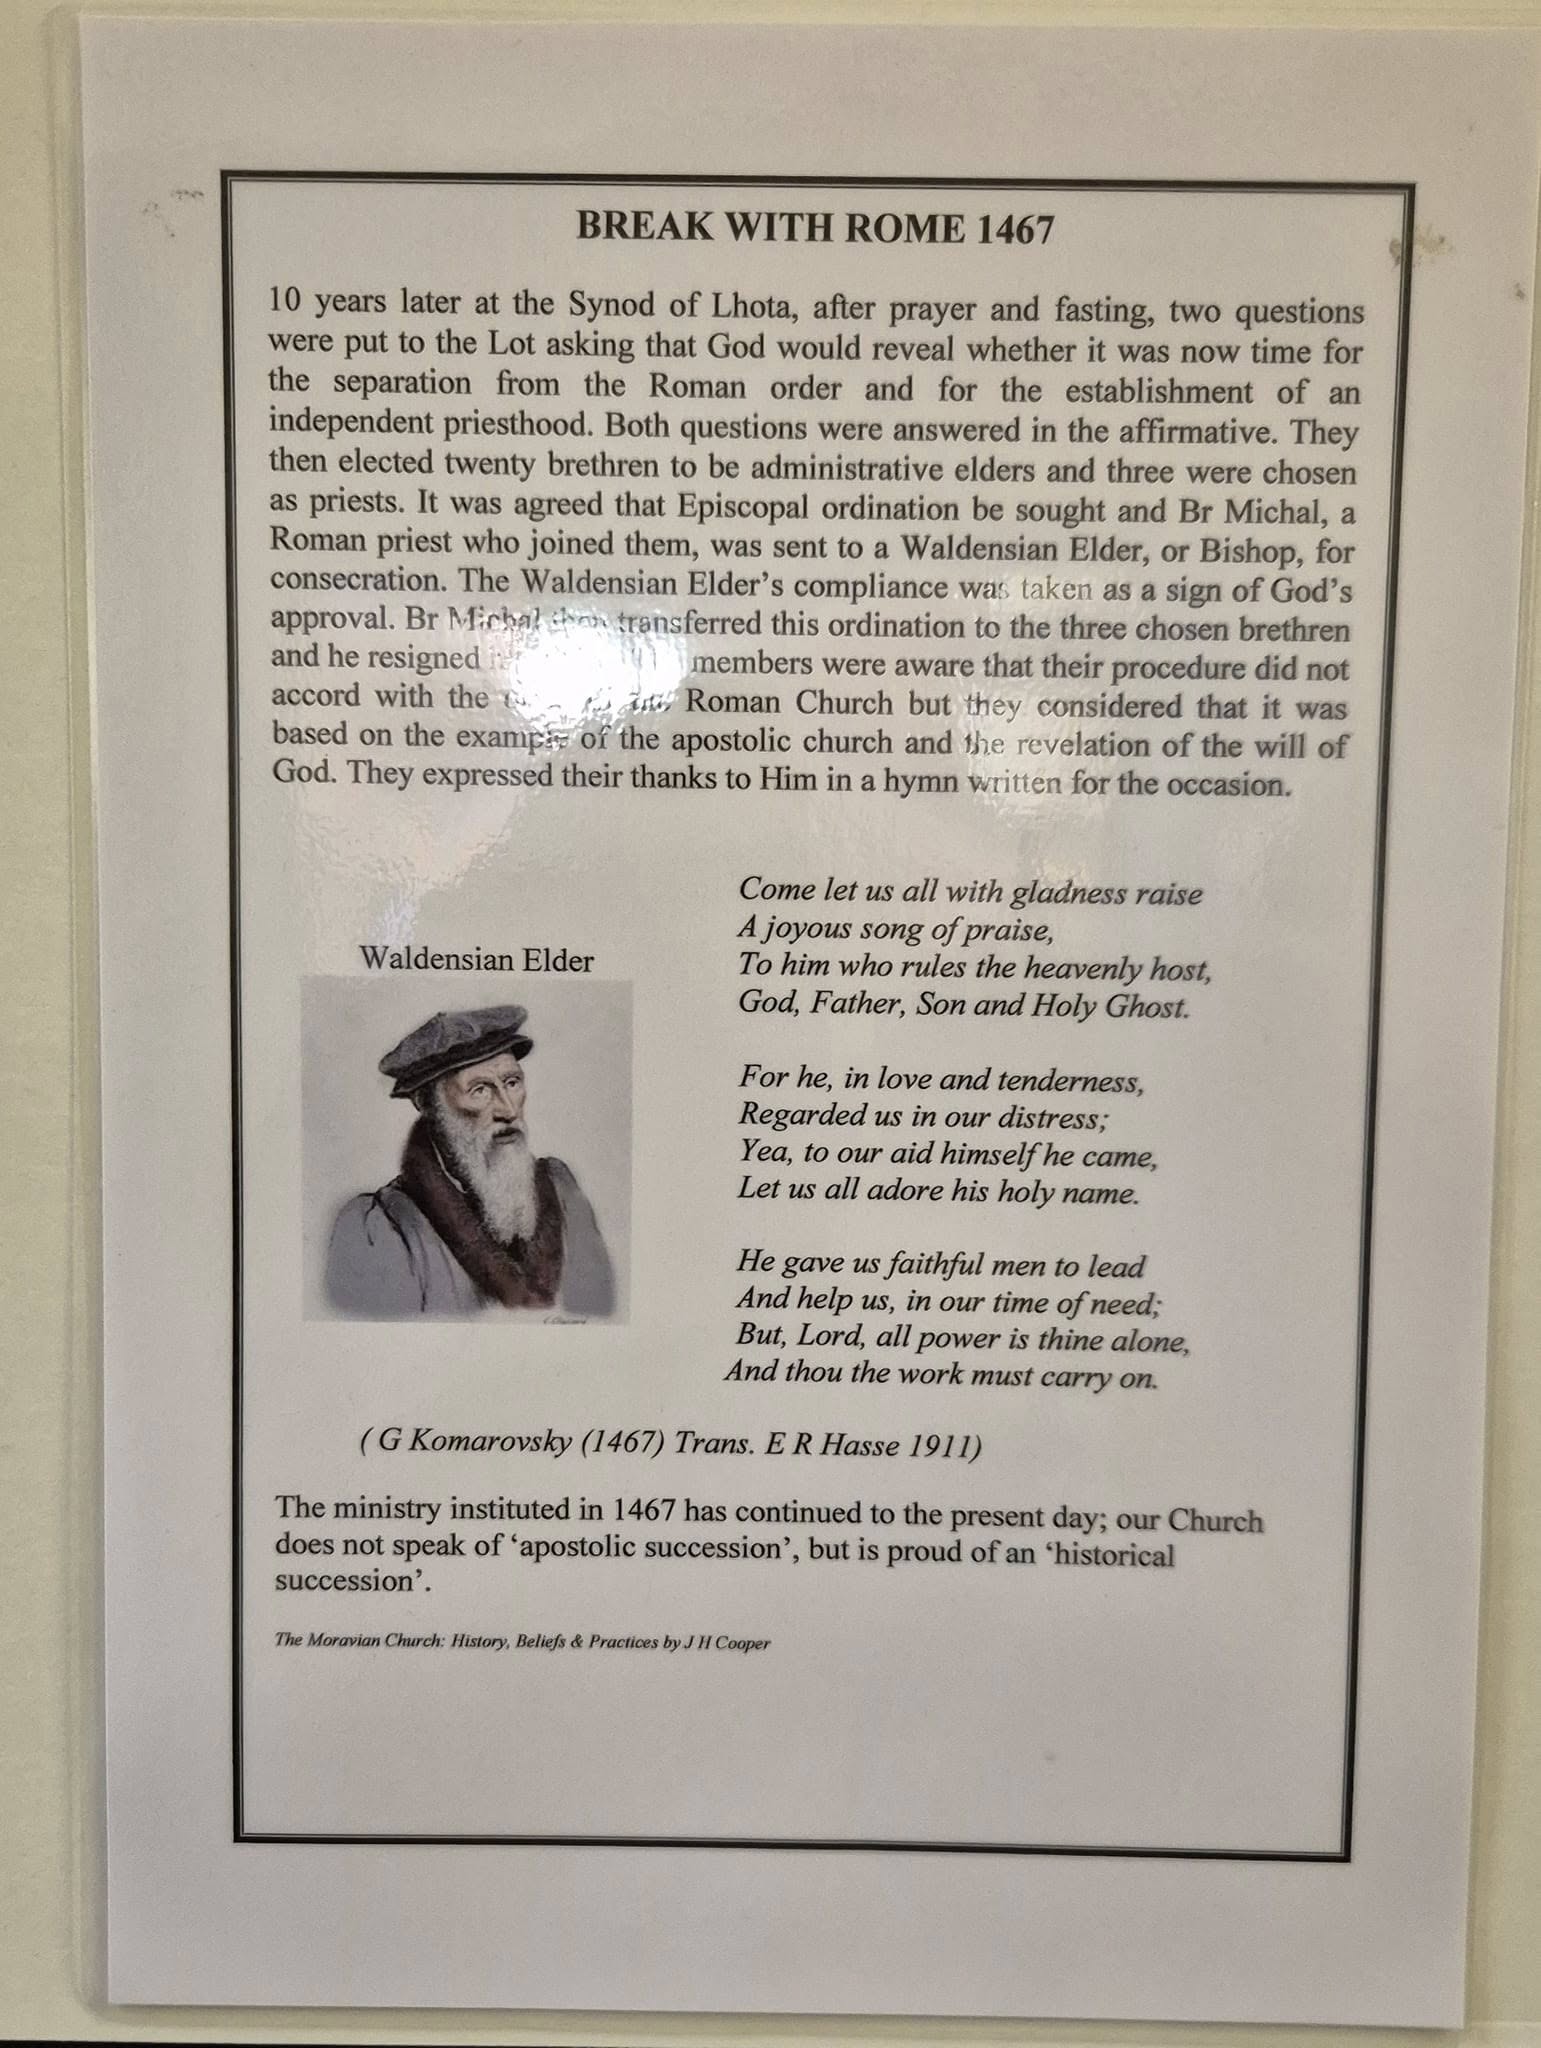 BREAK WITH ROME 1467
10 years later at the Synod of Lhota, after prayer and fasting, two questions
were put to the Lot asking that God would reveal whether it was now time for
the separation from the Roman order and for the establishment of an
independent priesthood. Both questions were answered in the affirmative. They
then elected twenty brethren to be administrative elders and three were chosen
as priests. It was agreed that Episcopal ordination be sought and Br Michal, a
Roman priest who joined them, was sent to a Waldensian Elder, or Bishop, for
consecration. The Waldensian Elder's compliance was taken as a sign of God's
approval. Br Michal then transferred this ordination to the three chosen brethren
and he resigned members were aware that their procedure did not
accord with the Roman Church but they considered that it was
based on the example of the apostolic church and the revelation of the will of
God. They expressed their thanks to Him in a hymn written for the occasion.
Waldensian Elder
Come let us all with gladness raise
A joyous song of praise,
To him who rules the heavenly host,
God, Father, Son and Holy Ghost.
For he, in love and tenderness,
Regarded us in our distress;
Yea, to our aid himself he came,
Let us all adore his holy name.
He gave us faithful men to lead
And help us, in our time of need;
But, Lord, all power is thine alone,
And thou the work must carry on.
( G Komarovsky (1467) Trans. E R Hasse 1911)
The ministry instituted in 1467 has continued to the present day; our Church
does not speak of 'apostolic succession', but is proud of an 'historical
succession'.
The Moravian Church: History, Beliefs & Practices by J H Cooper